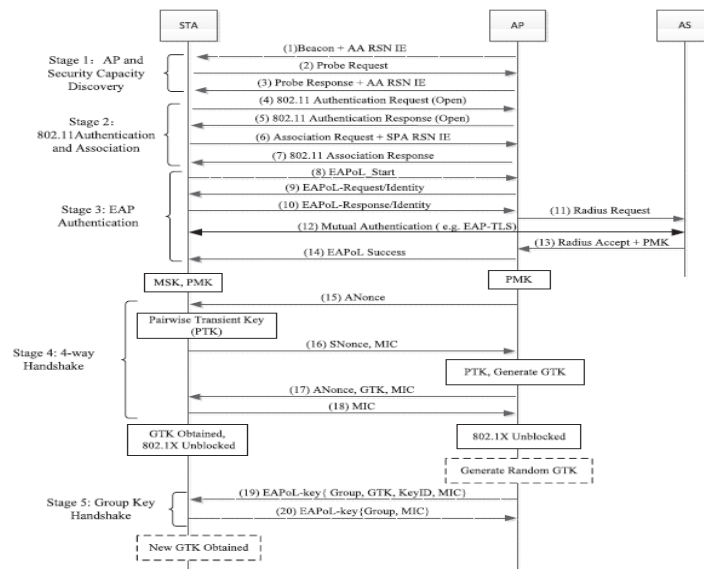 STA
AP
AS
Stage 1： AP and
Security Capacity
Discovery
(1)Beacon + AA RSN IE
(2) Probe Request
(3) Probe Response + AA RSN IE
Stage 2:
802.11Authentication
and Association
(4) 802.11 Authentication Request (Open)
(5) 802.11 Authentication Response (Open)
(6) Association Request + SPA RSN IE
(7) 802.11 Association Response
Stage 3: EAP
Authentication
(8) EAPoL_Start
(9) EAPoL-Request/Identity
(10) EAPoL-Response/Identity
(11) Radius Request
(12) Mutual Authentication ( e.g. EAP-TLS)
(13) Radius Accept + PMK
(14) EAPoL Success
MSK, PMK
PMK
Stage 4: 4-way
Handshake
(15) ANonce
Pairwise Transient Key
(PTK)
(16) SNonce, MIC
PTK, Generate GTK
(17) ANonce, GTK, MIC
(18) MIC
GTK Obtained,
802.1X Unblocked
802.1X Unblocked
Generate Random GTK
Stage 5: Group Key
Handshake
(19) EAPoL-key{ Group, GTK, KeyID, MIC}
(20) EAPoL-key{Group, MIC}
New GTK Obtained